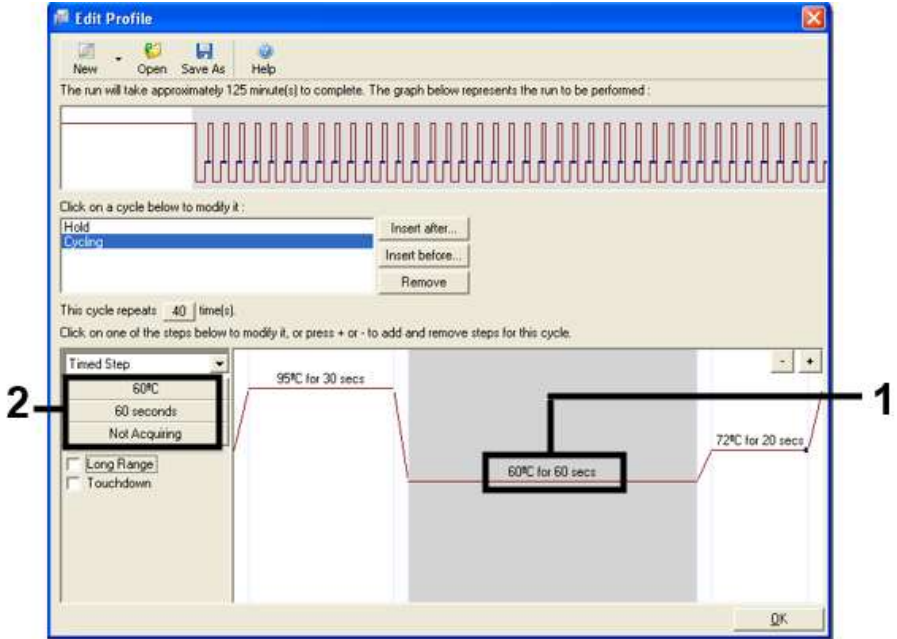 Edit Profile
New Open Save As Help
The run will take approximately 125 minute(s) to complete. The graph below represents the run to be performed :
Click on a cycle below to modify it :
Hold
Cycling
Insert after...
Insert before...
Remove
This cycle repeats 40 time(s).
Click on one of the steps below to modify it, or press + or - to add and remove steps for this cycle.
Timed Step
- +
60ºC
60 seconds
Not Acquiring
Long Range
Touchdown
95ºC for 30 secs
60ºC for 60 secs
72ºC for 20 secs
OK
1
2